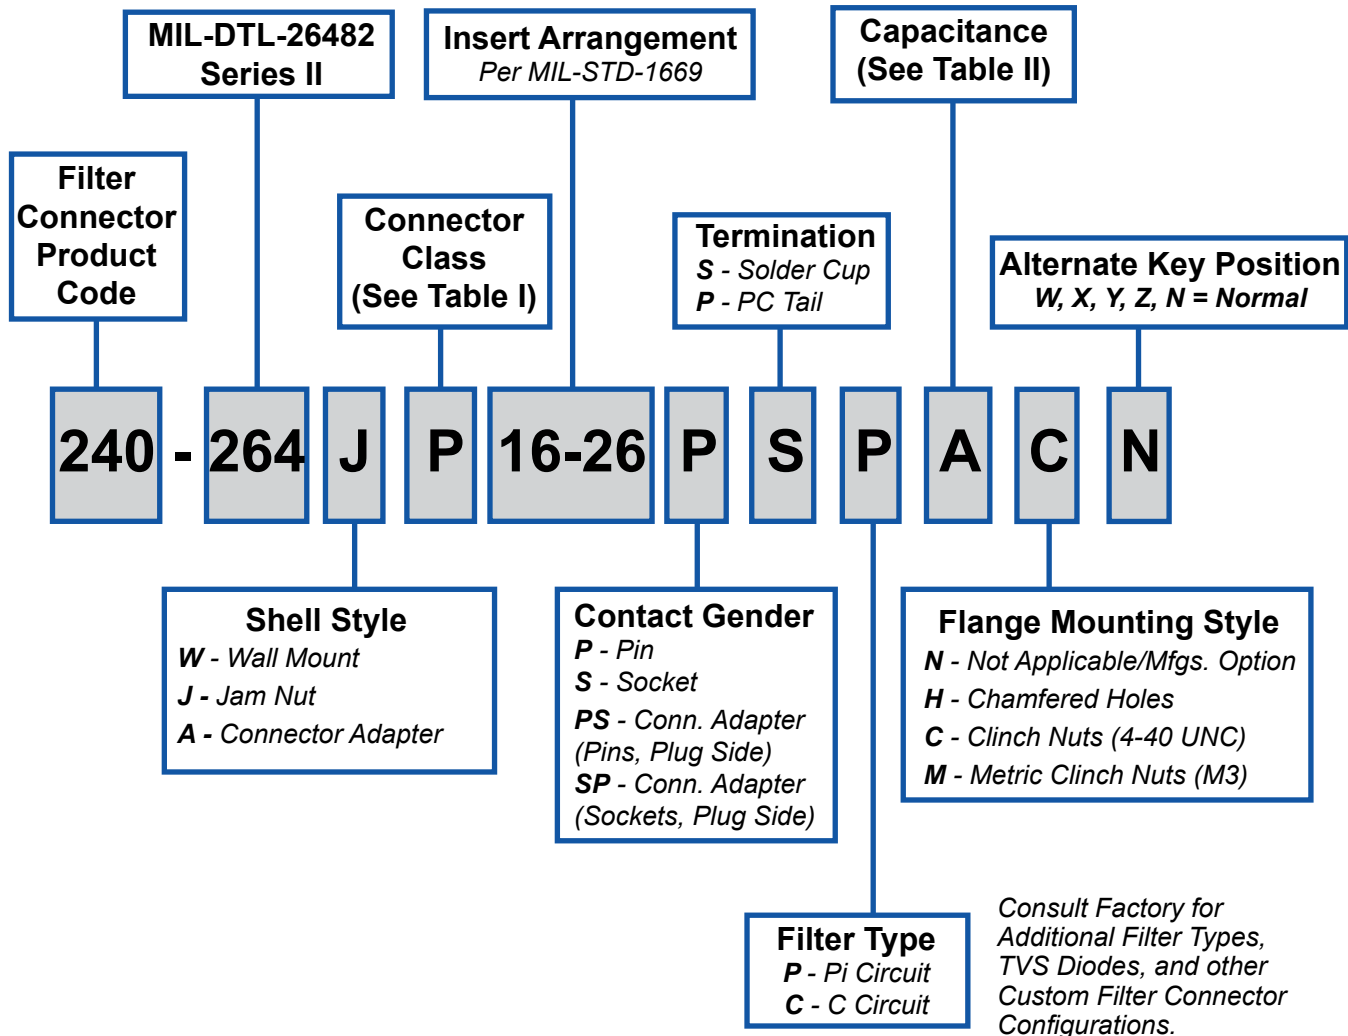 MIL-DTL-26482
Series II
Insert Arrangement
Per MIL-STD-1669
Capacitance
(See Table II)
Filter
Connector
Product
Code
Connector
Class
(See Table I)
Termination
S - Solder Cup
P - PC Tail
Alternate Key Position
W, X, Y, Z, N = Normal
240 - 264 J P 16-26 P S P A C N
Shell Style
W - Wall Mount
J - Jam Nut
A - Connector Adapter
Contact Gender
P - Pin
S - Socket
PS - Conn. Adapter
(Pins, Plug Side)
SP - Conn. Adapter
(Sockets, Plug Side)
Flange Mounting Style
N - Not Applicable/Mfgs. Option
H - Chamfered Holes
C - Clinch Nuts (4-40 UNC)
M - Metric Clinch Nuts (M3)
Filter Type
P - Pi Circuit
C - C Circuit
Consult Factory for
Additional Filter Types,
TVS Diodes, and other
Custom Filter Connector
Configurations.